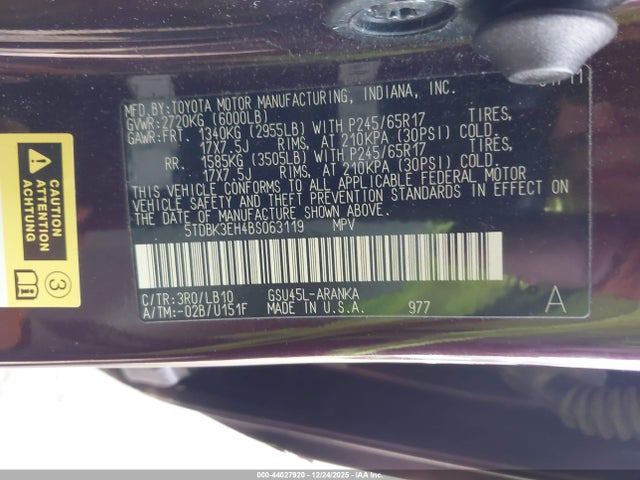 MFD.BY:TOYOTA MOTOR MANUFACTURING, INDIANA, INC.
GVWR:2720KG (6000LB)
GAWR:FRT 1340KG (2955LB) WITH P245/65R17 TIRES,
17X7.5J RIMS, AT 210KPA (30PSI) COLD.
RR. 1585KG (3505LB) WITH P245/65R17 TIRES,
17X7.5J RIMS, AT 210KPA (30PSI) COLD.
THIS VEHICLE CONFORMS TO ALL APPLICABLE FEDERAL MOTOR
VEHICLE SAFETY AND THEFT PREVENTION STANDARDS IN EFFECT ON
THE DATE OF MANUFACTURE SHOWN ABOVE.
5TDBK3EH4BS063119 MPV
C/TR:3R0/LB10 GSU45L-ARANKA
A/TM:-02B/U151F MADE IN U.S.A. 977 A
CAUTION
ATTENTION
ACHTUNG
3
000-44627920 • 12/24/2025 • IAA Inc.